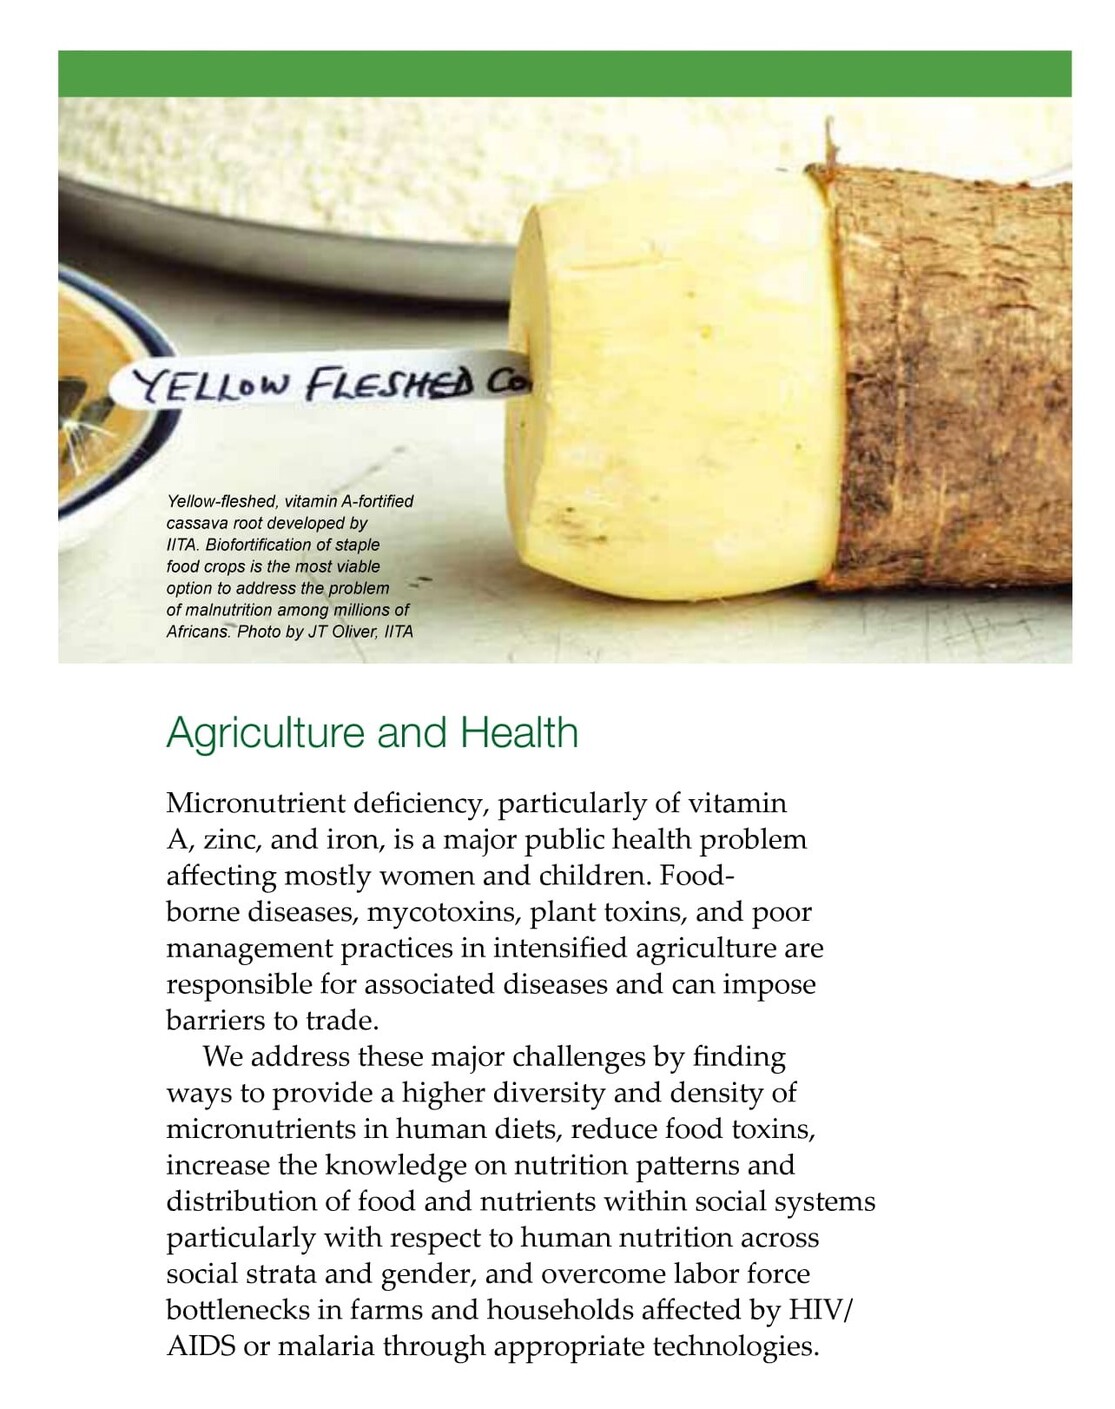 YELLOW FLESHED Co
Yellow-fleshed, vitamin A-fortified
cassava root developed by
IITA. Biofortification of staple
food crops is the most viable
option to address the problem
of malnutrition among millions of
Africans. Photo by JT Oliver, IITA
Agriculture and Health
Micronutrient deficiency, particularly of vitamin
A, zinc, and iron, is a major public health problem
affecting mostly women and children. Food-
borne diseases, mycotoxins, plant toxins, and poor
management practices in intensified agriculture are
responsible for associated diseases and can impose
barriers to trade.
We address these major challenges by finding
ways to provide a higher diversity and density of
micronutrients in human diets, reduce food toxins,
increase the knowledge on nutrition patterns and
distribution of food and nutrients within social systems
particularly with respect to human nutrition across
social strata and gender, and overcome labor force
bottlenecks in farms and households affected by HIV/
AIDS or malaria through appropriate technologies.